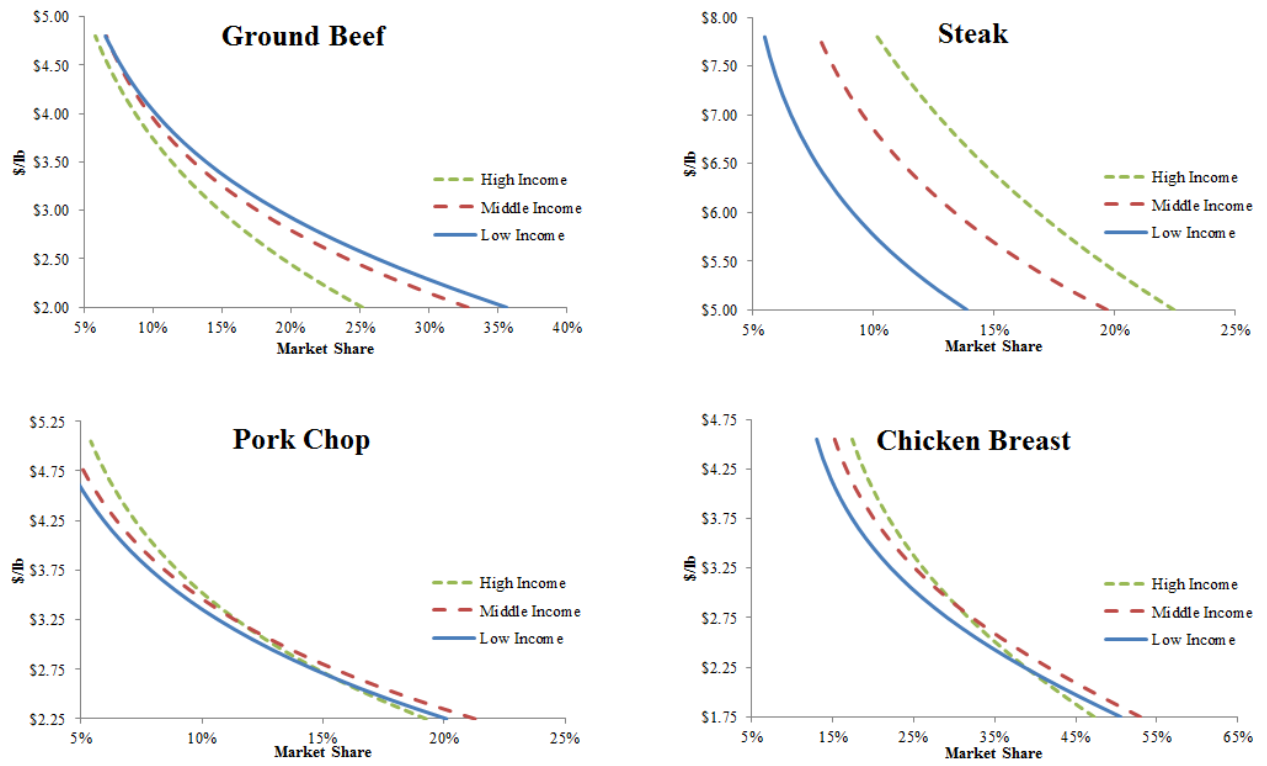 Ground Beef
$5.00
$4.50
$4.00
$3.50
$3.00
$2.50
$2.00
$/lb
5%
10%
15%
20%
25%
30%
35%
40%
Market Share
High Income
Middle Income
Low Income
Steak
$8.00
$7.50
$7.00
$6.50
$6.00
$5.50
$5.00
$/lb
5%
10%
15%
20%
25%
Market Share
High Income
Middle Income
Low Income
Pork Chop
$5.25
$4.75
$4.25
$3.75
$3.25
$2.75
$2.25
$/lb
5%
10%
15%
20%
25%
Market Share
High Income
Middle Income
Low Income
Chicken Breast
$4.75
$4.25
$3.75
$3.25
$2.75
$2.25
$1.75
$/lb
5%
15%
25%
35%
45%
55%
65%
Market Share
High Income
Middle Income
Low Income